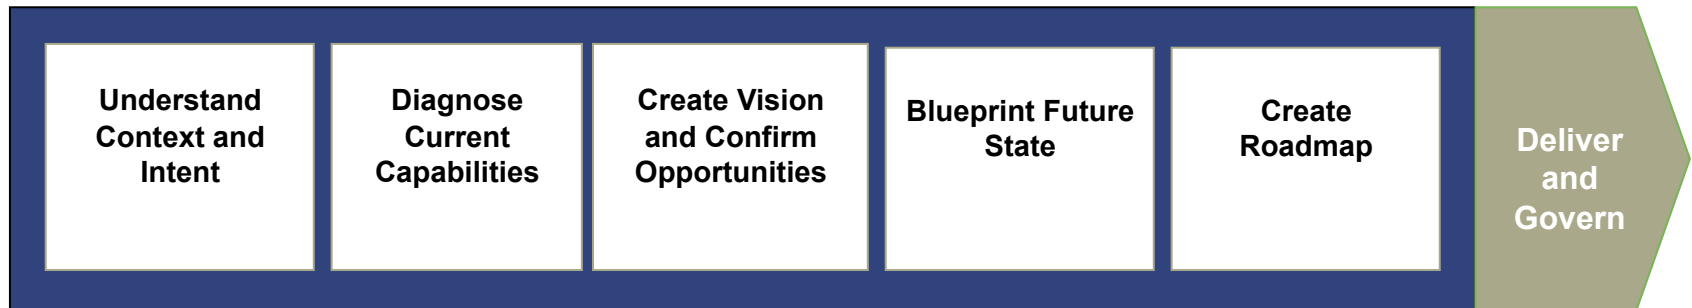 Understand
Context and
Intent
Diagnose
Current
Capabilities
Create Vision
and Confirm
Opportunities
Blueprint Future
State
Create
Roadmap
Deliver
and
Govern